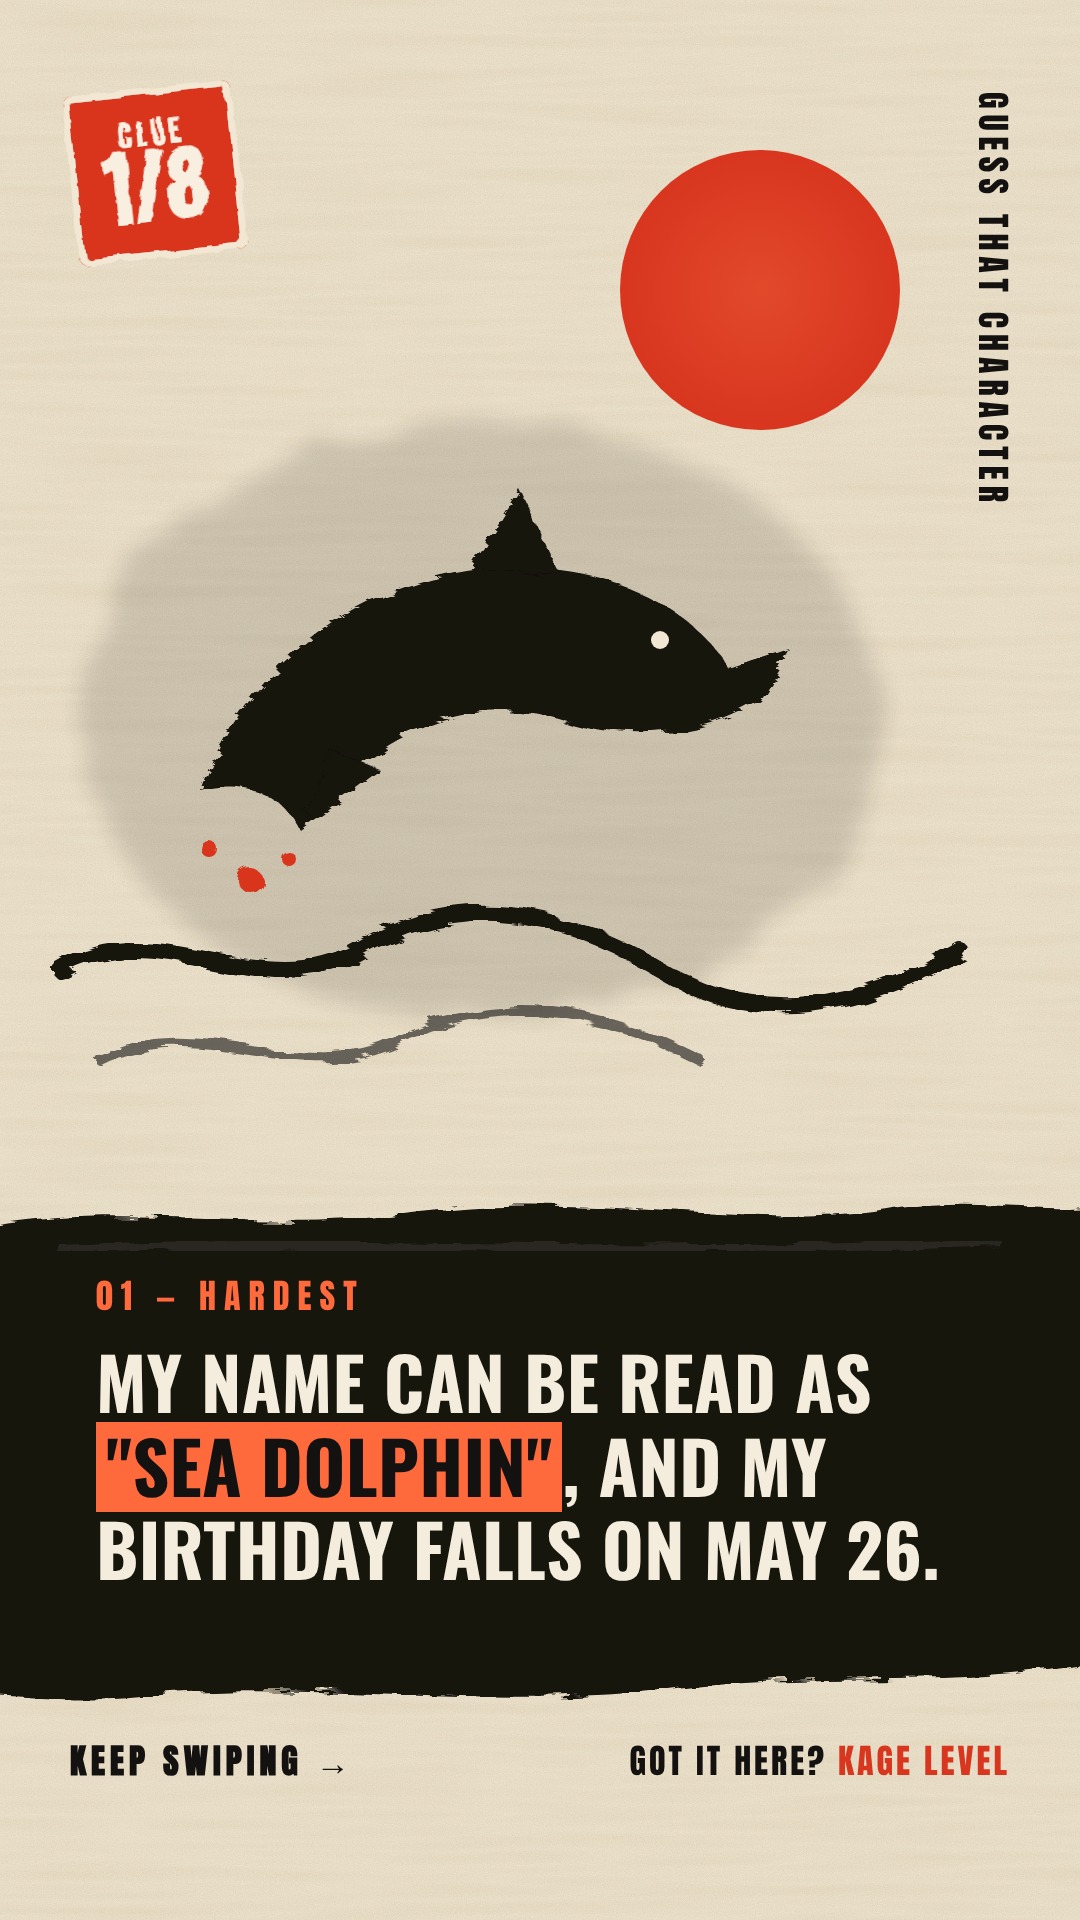 CLUE
1/8
GUESS THAT CHARACTER
01 – HARDEST
MY NAME CAN BE READ AS
"SEA DOLPHIN", AND MY
BIRTHDAY FALLS ON MAY 26.
KEEP SWIPING →
GOT IT HERE? KAGE LEVEL